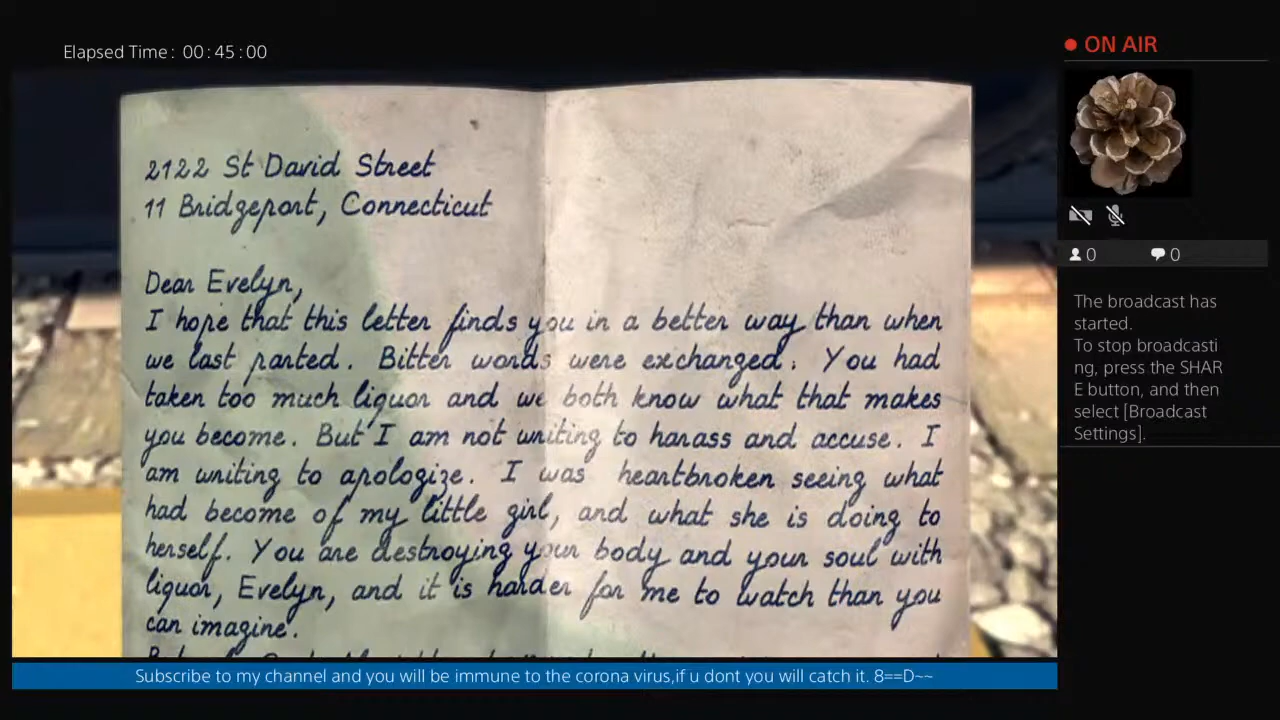 Elapsed Time: 00:45:00
ON AIR
2122 St David Street
11 Bridgeport, Connecticut
Dear Evelyn,
I hope that this letter finds you in a better way than when
we last parted. Bitter words were exchanged. You had
taken too much liquor and we both know what that makes
you become. But I am not writing to harass and accuse. I
am writing to apologize. I was heartbroken seeing what
had become of my little girl, and what she is doing to
herself. You are destroying your body and your soul with
liquor, Evelyn, and it is harder for me to watch than you
can imagine.
0 0
The broadcast has
started.
To stop broadcasti
ng, press the SHAR
E button, and then
select [Broadcast
Settings].
Subscribe to my channel and you will be immune to the corona virus,if u dont you will catch it. 8==D~~